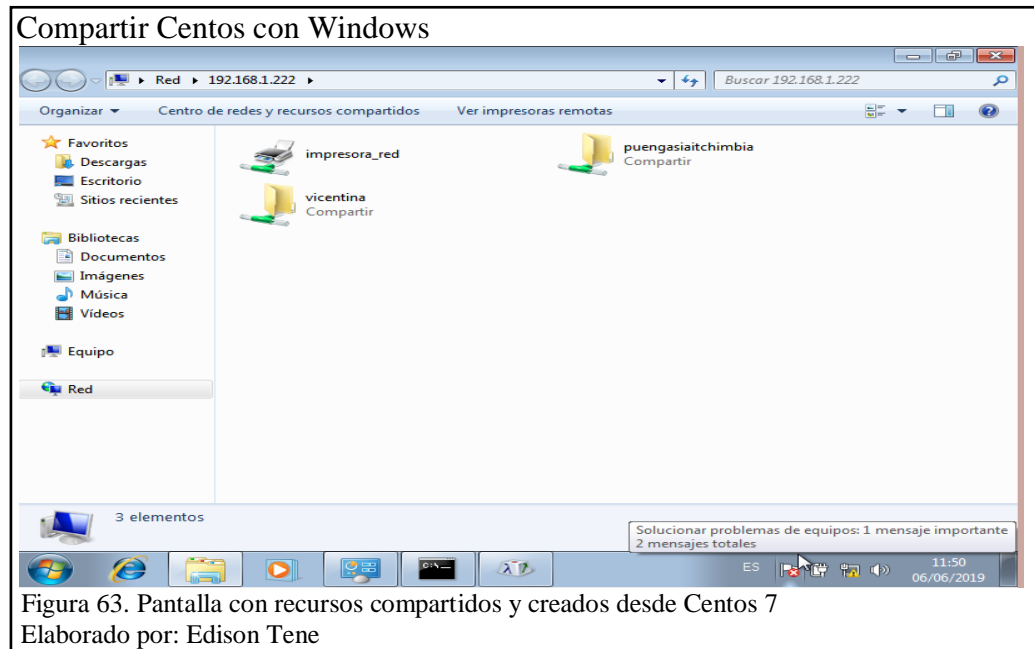 Compartir Centos con Windows
Red 192.168.1.222
Buscar 192.168.1.222
Organizar Centro de redes y recursos compartidos Ver impresoras remotas
Favoritos
Descargas
Escritorio
Sitios recientes
Bibliotecas
Documentos
Imágenes
Música
Vídeos
Equipo
Red
impresora_red
puengasiaitchimbia
Compartir
vicentina
Compartir
3 elementos
Solucionar problemas de equipos: 1 mensaje importante
2 mensajes totales
C:\
ES
11:50
06/06/2019
Figura 63. Pantalla con recursos compartidos y creados desde Centos 7
Elaborado por: Edison Tene